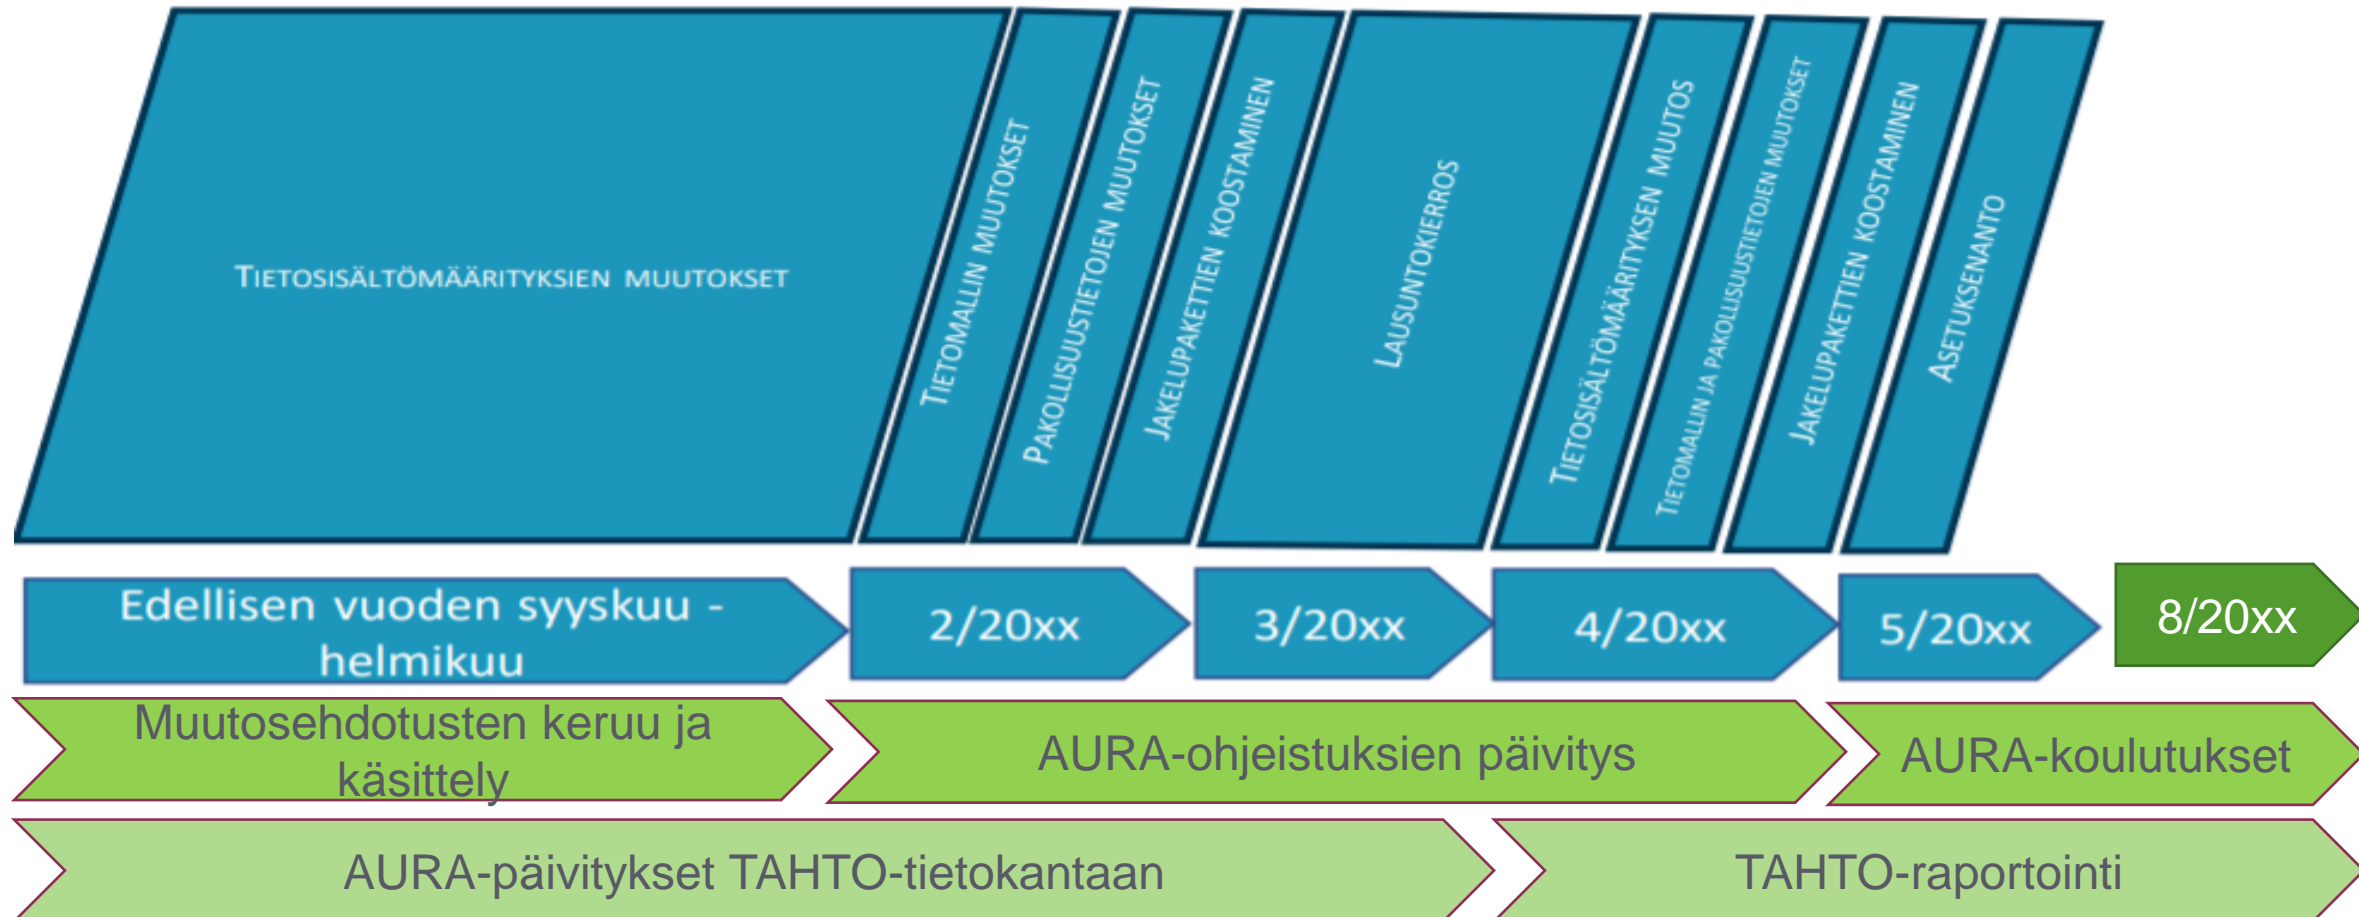 TIETOSISÄLTÖMÄÄRITYKSIEN MUUTOKSET
TIETOMALLIN MUUTOKSET
PAKOLLISUUSTIETOJEN MUUTOKSET
JAKELUPAKETTIEN KOOSTAMINEN
LAUSUNTOKIERROS
TIETOSISÄLTÖMÄÄRITYKSEN MUUTOS
TIETOMALLIN JA PAKOLLISUUSTIETOJEN MUUTOKSET
JAKELUPAKETTIEN KOOSTAMINEN
ASETUKSENANTO
Edellisen vuoden syyskuu -
helmikuu
2/20xx
3/20xx
4/20xx
5/20xx
8/20xx
Muutosehdotusten keruu ja
käsittely
AURA-ohjeistuksien päivitys
AURA-koulutukset
AURA-päivitykset TAHTO-tietokantaan
TAHTO-raportointi